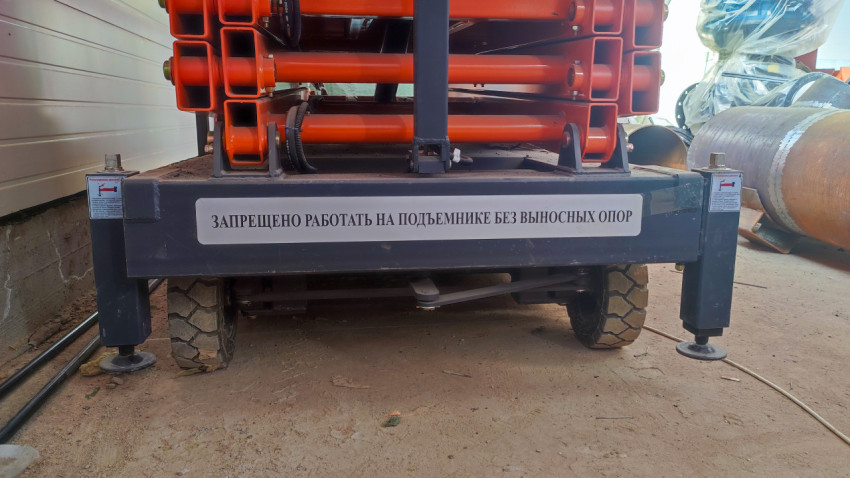 ЗАПРЕЩЕНО РАБОТАТЬ НА ПОДЪЕМНИКЕ БЕЗ ВЫНОСНЫХ ОПОР